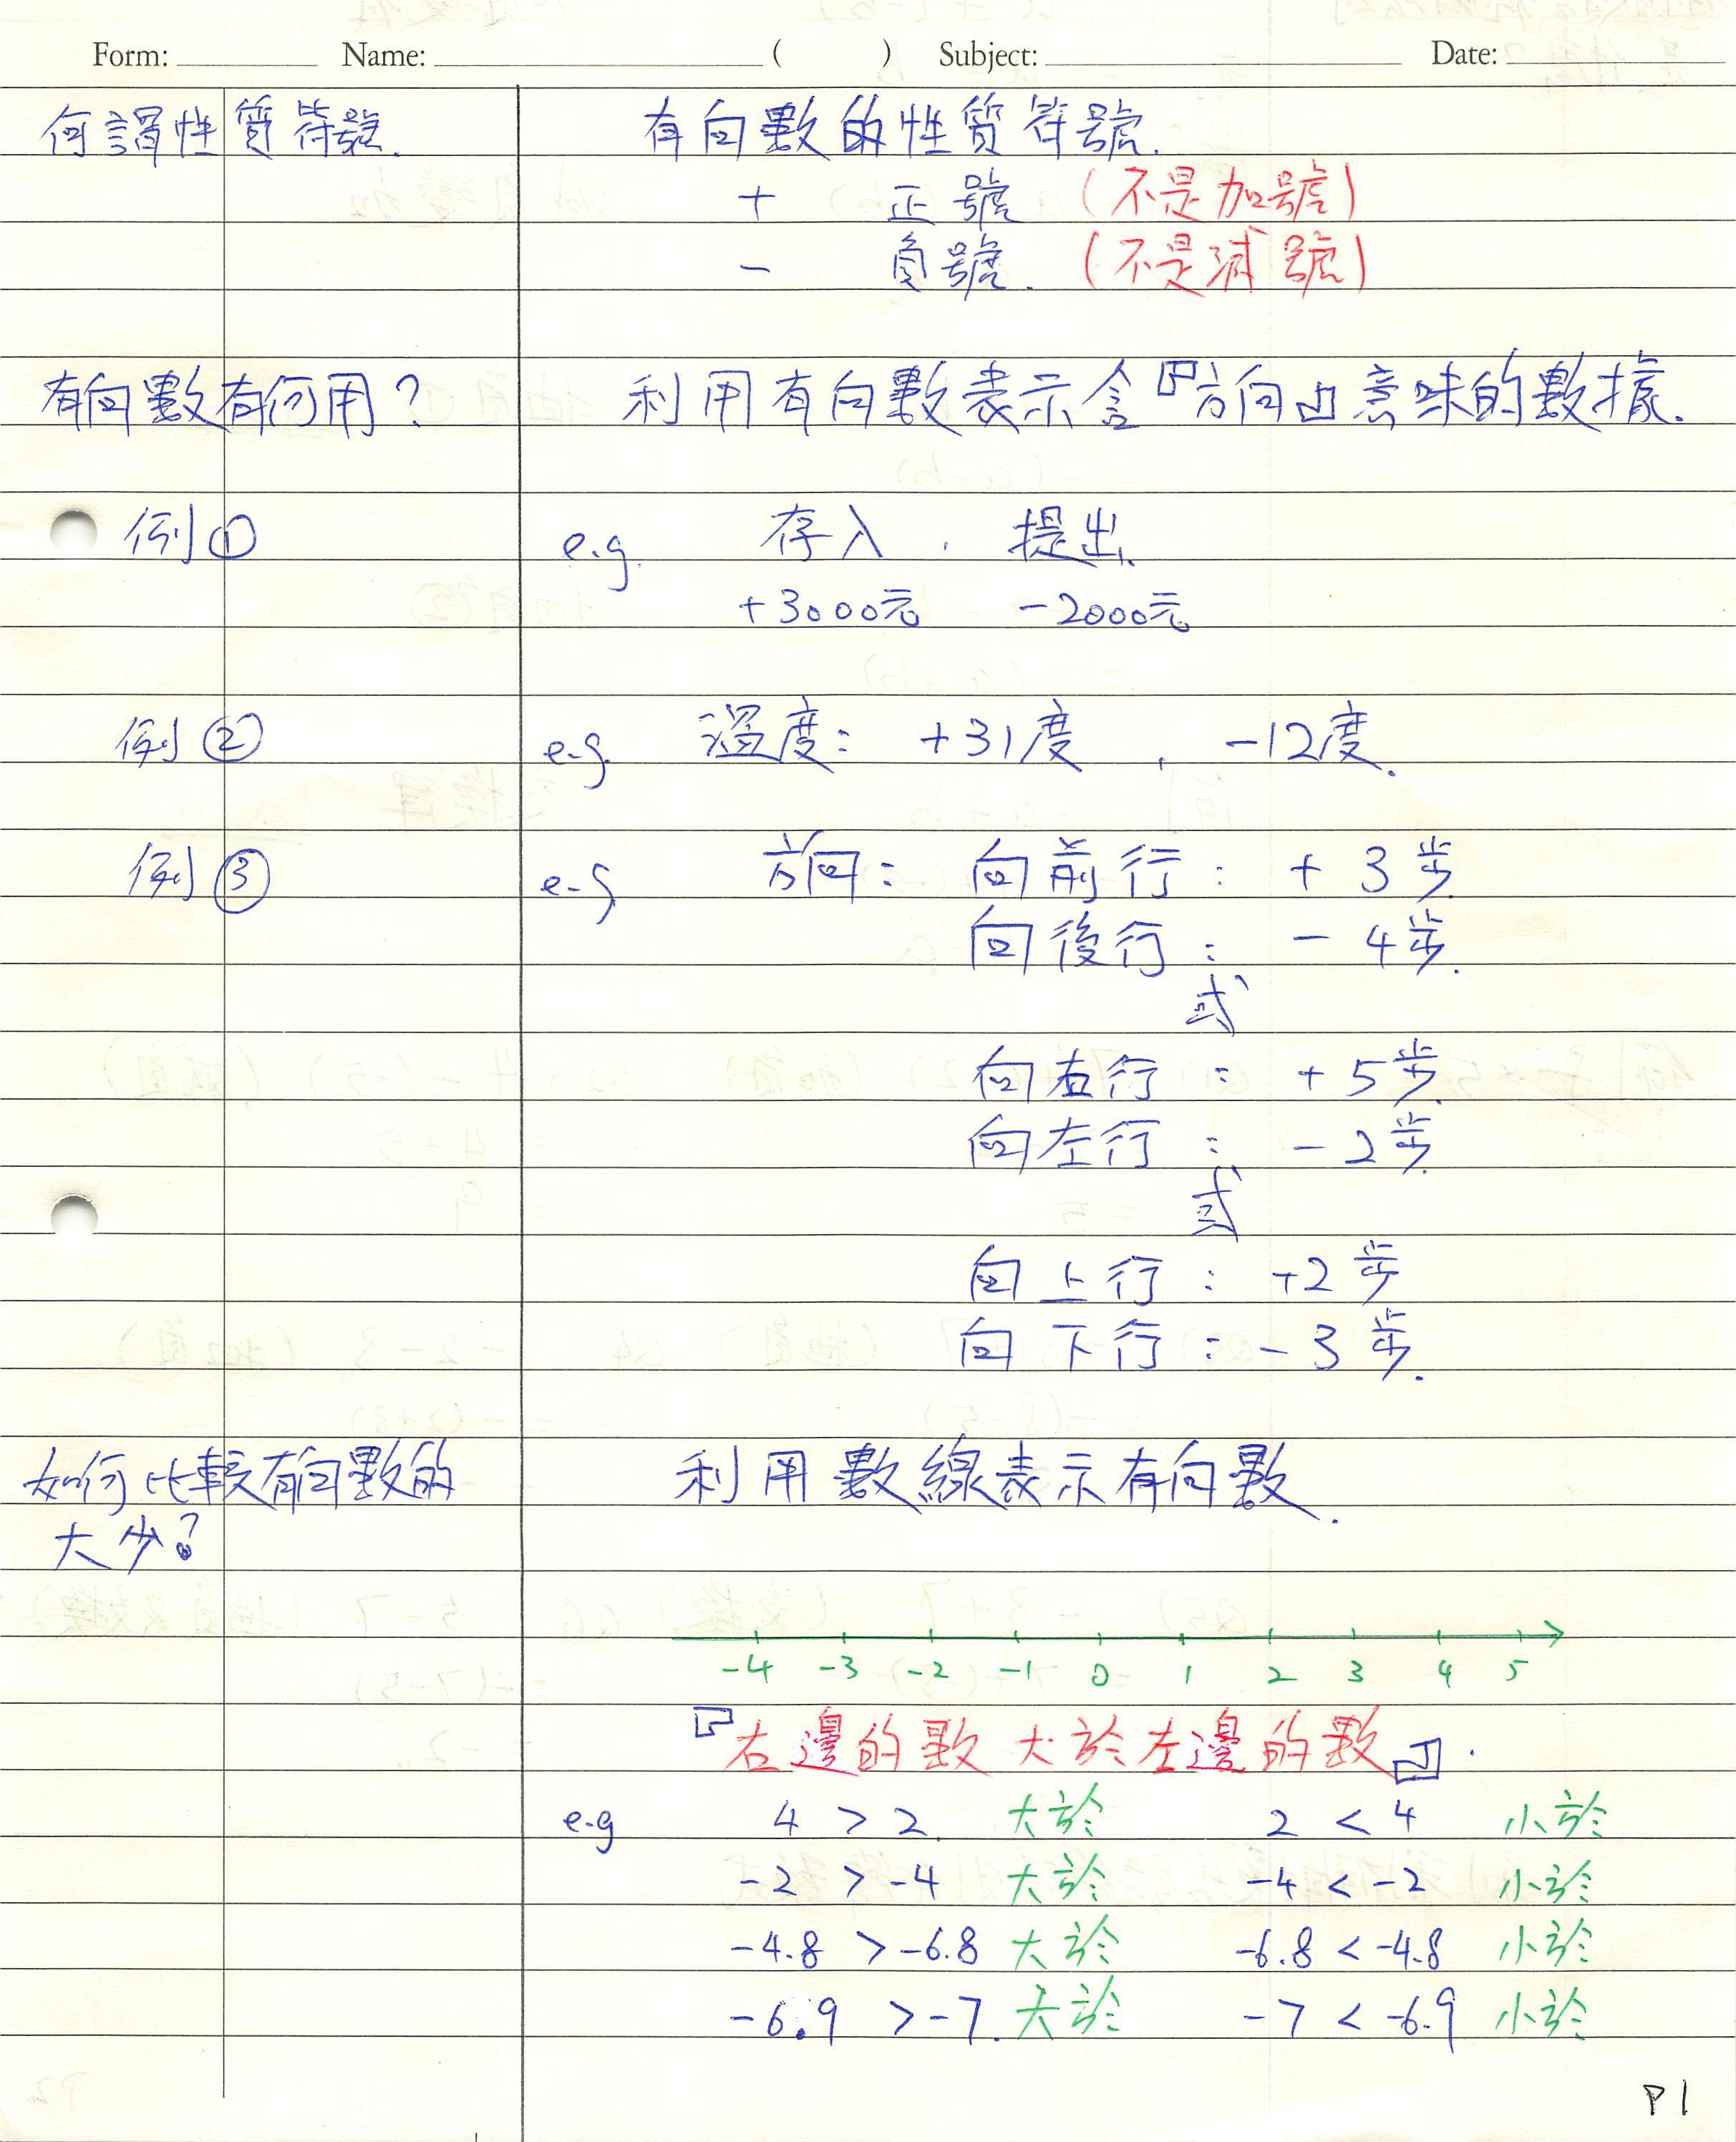 Form: Name: ( ) Subject: Date:
何謂性質符號. 有向數的性質符號.
+ 正號 (不是加號)
- 負號. (不是減號)
有向數有何用? 利用有向數表示含『方向』意味的數據.
例① e.g. 存入, 提出.
+3000元 -2000元
例② e.g. 溫度: +31度, -12度.
例③ e.g 方向: 向前行: +3步
向後行: -4步.
或
向右行: +5步.
向左行: -2步.
或
向上行: +2步
向下行: -3步.
如何比較有向數的 利用數線表示有向數.
大少?
-4 -3 -2 -1 0 1 2 3 4 5
『右邊的數大於左邊的數』.
e.g 4 > 2. 大於 2 < 4 小於
-2 > -4 大於 -4 < -2 小於
-4.8 > -6.8 大於 -6.8 < -4.8 小於
-6.9 > -7. 大於 -7 < -6.9 小於
P1